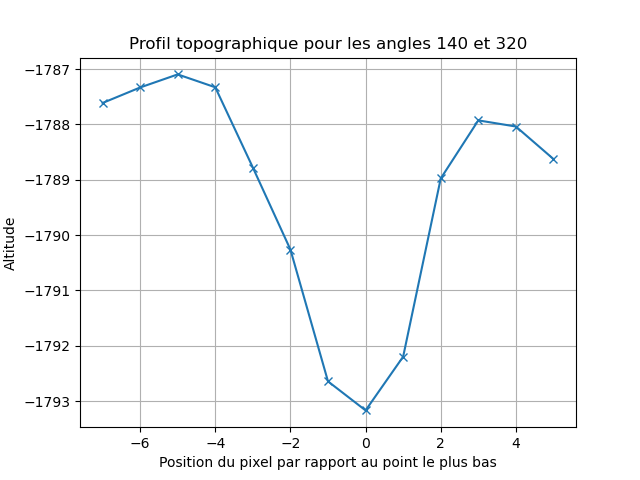 Profil topographique pour les angles 140 et 320
−1787
−1788
−1789
−1790
−1791
−1792
−1793
Altitude
−6 −4 −2 0 2 4
Position du pixel par rapport au point le plus bas